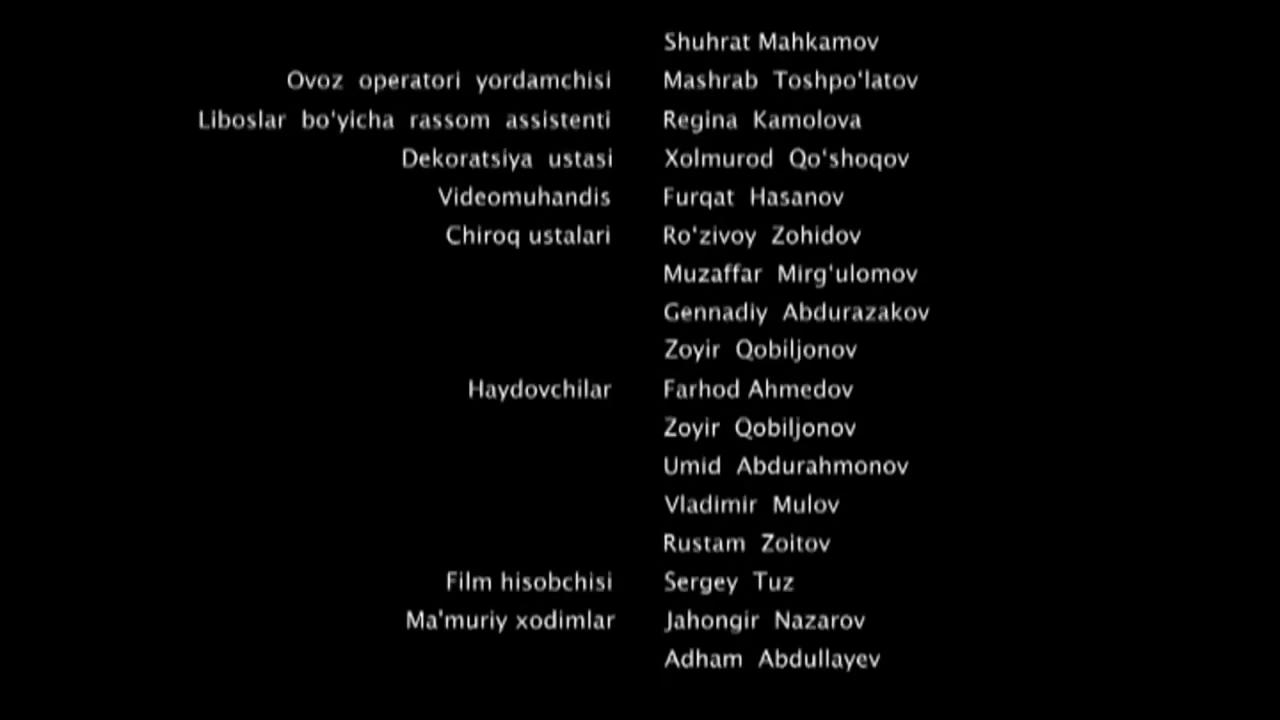 Shuhrat Mahkamov
Ovoz operatori yordamchisi Mashrab Toshpo‘latov
Liboslar bo'yicha rassom assistenti Regina Kamolova
Dekoratsiya ustasi Xolmurod Qo‘shoqov
Videomuhandis Furqat Hasanov
Chiroq ustalari Ro‘zivoy Zohidov
Muzaffar Mirg‘ulomov
Gennadiy Abdurazakov
Zoyir Qobiljonov
Haydovchilar Farhod Ahmedov
Zoyir Qobiljonov
Umid Abdurahmonov
Vladimir Mulov
Rustam Zoitov
Film hisobchisi Sergey Tuz
Ma'muriy xodimlar Jahongir Nazarov
Adham Abdullayev